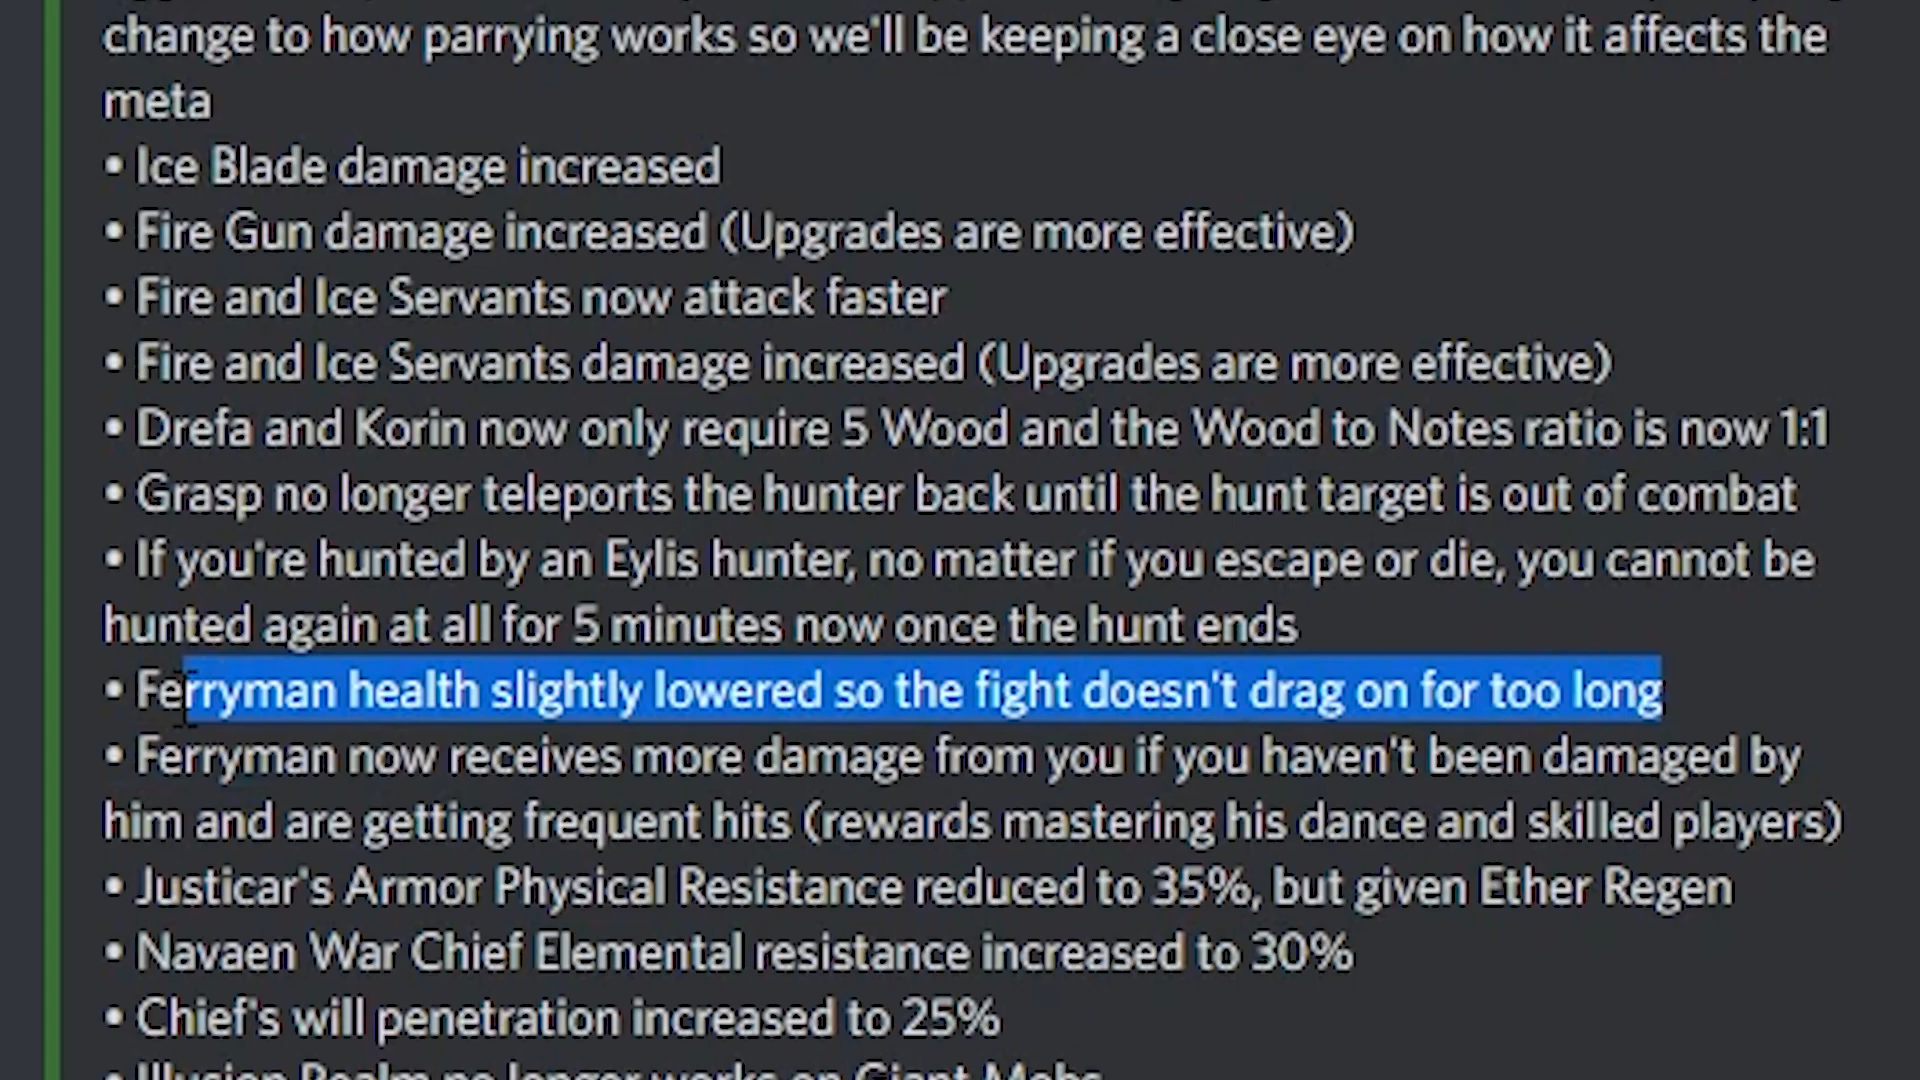 change to how parrying works so we'll be keeping a close eye on how it affects the
meta
• Ice Blade damage increased
• Fire Gun damage increased (Upgrades are more effective)
• Fire and Ice Servants now attack faster
• Fire and Ice Servants damage increased (Upgrades are more effective)
• Drefa and Korin now only require 5 Wood and the Wood to Notes ratio is now 1:1
• Grasp no longer teleports the hunter back until the hunt target is out of combat
• If you're hunted by an Eylis hunter, no matter if you escape or die, you cannot be
hunted again at all for 5 minutes now once the hunt ends
• Ferryman health slightly lowered so the fight doesn't drag on for too long
• Ferryman now receives more damage from you if you haven't been damaged by
him and are getting frequent hits (rewards mastering his dance and skilled players)
• Justicar's Armor Physical Resistance reduced to 35%, but given Ether Regen
• Navaen War Chief Elemental resistance increased to 30%
• Chief's will penetration increased to 25%
• Illusion Realm no longer works on Giant Mobs